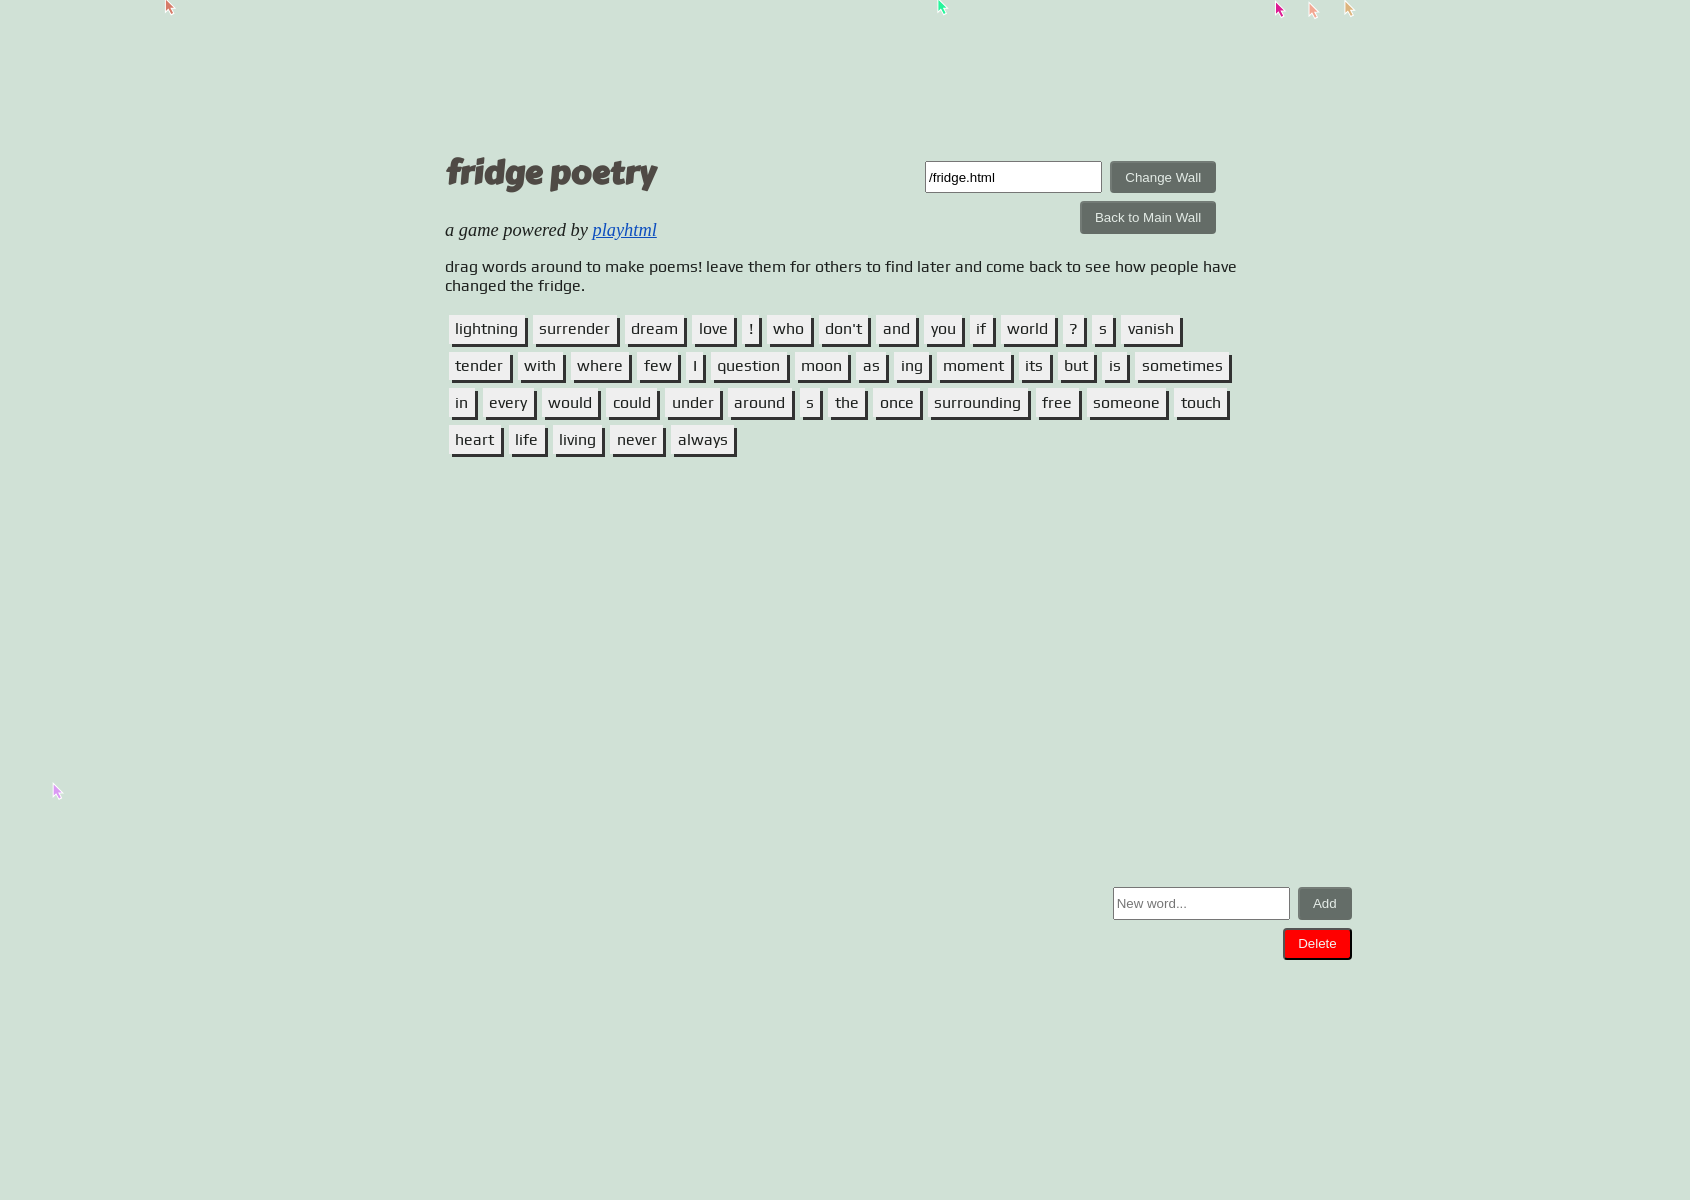 fridge poetry
/fridge.html
Change Wall
Back to Main Wall
a game powered by playhtml
drag words around to make poems! leave them for others to find later and come back to see how people have
changed the fridge.
lightning surrender dream love ! who don't and you if world ? s vanish
tender with where few I question moon as ing moment its but is sometimes
in every would could under around s the once surrounding free someone touch
heart life living never always
New word...
Add
Delete